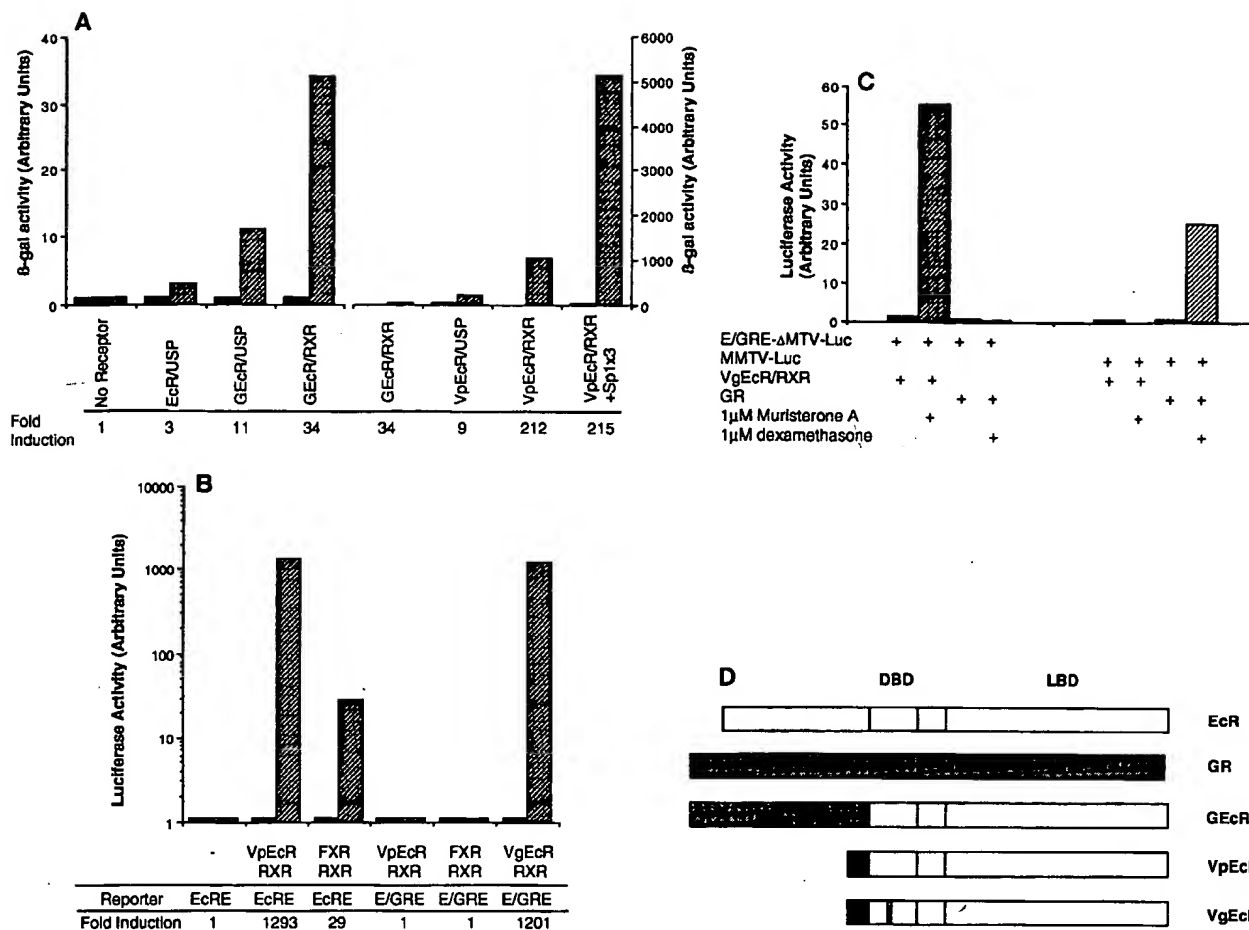 A
40
30
20
10
0
ß-gal activity (Arbitrary Units)
6000
5000
4000
3000
2000
1000
0
ß-gal activity (Arbitrary Units)
No Receptor
EcR/USP
GEcR/USP
GEcR/RXR
GEcR/RXR
VpEcR/USP
VpEcR/RXR
VpEcR/RXR
+Sp1x3
Fold
Induction
1 3 11 34 34 9 212 215
C
60
50
40
30
20
10
0
Luciferase Activity
(Arbitrary Units)
E/GRE-ΔMTV-Luc + + + +
MMTV-Luc + + + +
VgEcR/RXR + + + +
GR + + + +
1µM Muristerone A + +
1µM dexamethasone + +
B
10000
1000
100
10
1
Luciferase Activity (Arbitrary Units)
- VpEcR FXR VpEcR FXR VgEcR
RXR RXR RXR RXR RXR
Reporter EcRE EcRE EcRE E/GRE E/GRE E/GRE
Fold Induction 1 1293 29 1 1 1201
D
DBD LBD
EcR
GR
GEcR
VpEc
VgEc